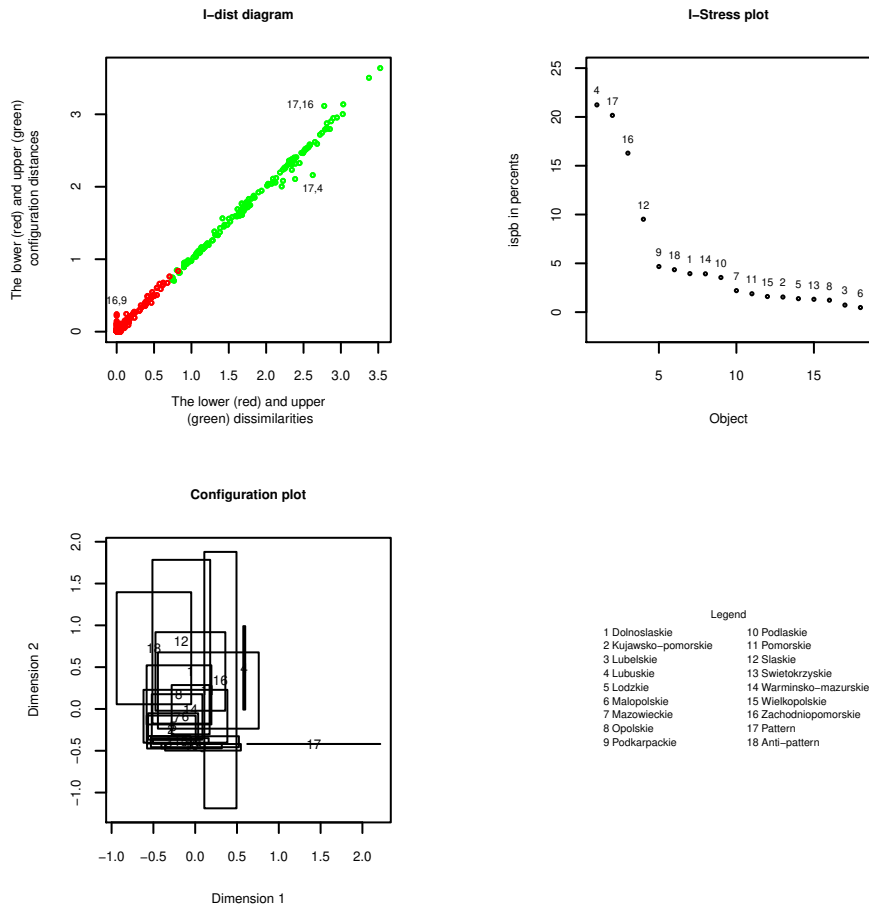 I−dist diagram
The lower (red) and upper (green)
configuration distances
3
2
1
0
17,16
17,4
16,9
0.0 0.5 1.0 1.5 2.0 2.5 3.0 3.5
The lower (red) and upper
(green) dissimilarities
I−Stress plot
ispb in percents
25
20
15
10
5
0
4
17
16
12
9 18 1 14 10
7 11 15 2 5 13 8 3 6
5 10 15
Object
Configuration plot
Dimension 2
2.0
1.5
1.0
0.5
0.0
−0.5
−1.0
12
18
1
4
16
8
14
6
7
2
17
−1.0 −0.5 0.0 0.5 1.0 1.5 2.0
Dimension 1
Legend
1 Dolnoslaskie
2 Kujawsko−pomorskie
3 Lubelskie
4 Lubuskie
5 Lodzkie
6 Malopolskie
7 Mazowieckie
8 Opolskie
9 Podkarpackie
10 Podlaskie
11 Pomorskie
12 Slaskie
13 Swietokrzyskie
14 Warminsko−mazurskie
15 Wielkopolskie
16 Zachodniopomorskie
17 Pattern
18 Anti−pattern